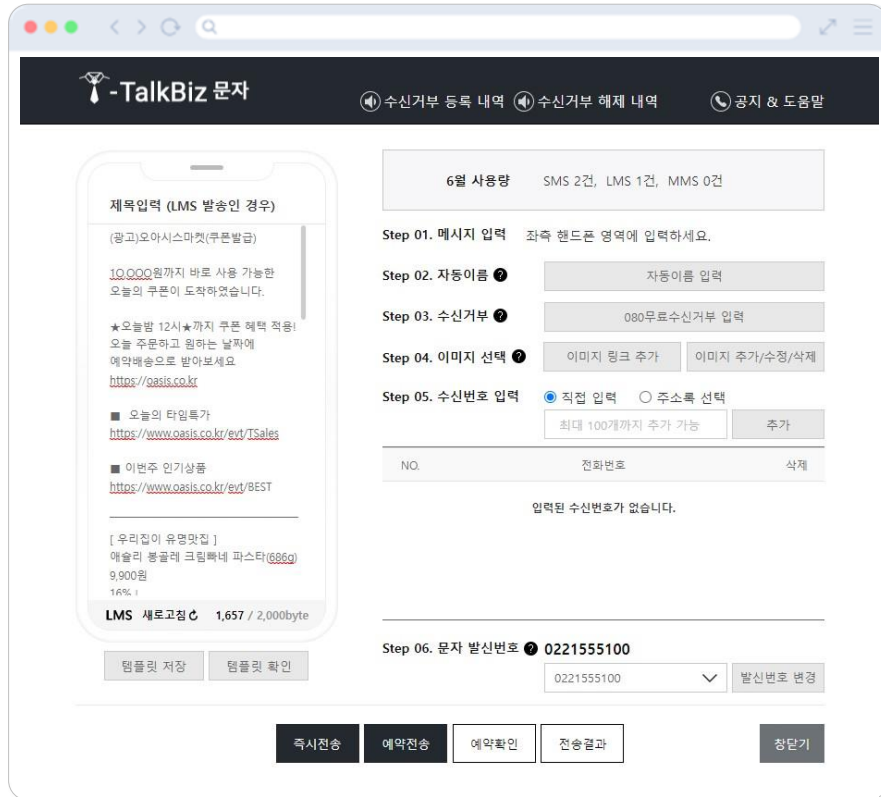 -TalkBiz 문자
수신거부 등록 내역
수신거부 해제 내역
공지 & 도움말
제목입력 (LMS 발송인 경우)
(광고)오아시스마켓(쿠폰발급)
10,000원까지 바로 사용 가능한
오늘의 쿠폰이 도착하였습니다.
★오늘밤 12시★까지 쿠폰 혜택 적용!
오늘 주문하고 원하는 날짜에
예약배송으로 받아보세요
https://oasis.co.kr
■ 오늘의 타임특가
https://www.oasis.co.kr/evt/TSales
■ 이번주 인기상품
https://www.oasis.co.kr/evt/BEST
[ 우리집이 유명맛집 ]
애슐리 봉골레 크림빠네 파스타(686g)
9,900원
16%
LMS 새로고침 1,657 / 2,000byte
템플릿 저장
템플릿 확인
6월 사용량 SMS 2건, LMS 1건, MMS 0건
Step 01. 메시지 입력 좌측 핸드폰 영역에 입력하세요.
Step 02. 자동이름 ? 자동이름 입력
Step 03. 수신거부 ? 080무료수신거부 입력
Step 04. 이미지 선택 ? 이미지 링크 추가 이미지 추가/수정/삭제
Step 05. 수신번호 입력 직접 입력 주소록 선택
최대 100개까지 추가 가능 추가
NO. 전화번호 삭제
입력된 수신번호가 없습니다.
Step 06. 문자 발신번호 ? 0221555100
0221555100 발신번호 변경
즉시전송 예약전송 예약확인 전송결과 창닫기